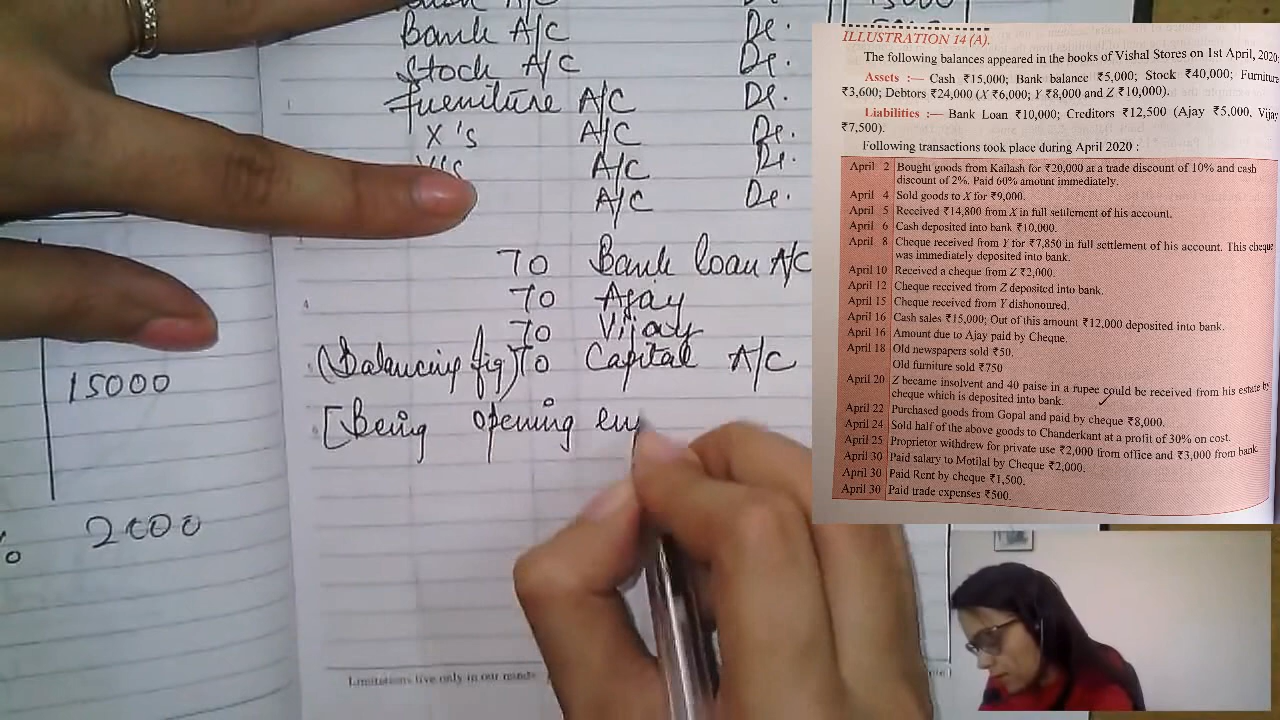 A/C De. 15000
Bank A/C De.
Stock A/C De.
Furniture A/C De.
X's A/C De.
Y's A/C De.
A/C De.
To Bank loan A/C
To Ajay
To Vijay
(Balancing fig) To Capital A/C
[Being opening en
15000
% 2000
Limitations live only in our minds
ILLUSTRATION 14 (A).
The following balances appeared in the books of Vishal Stores on 1st April, 2020
Assets :— Cash ₹15,000; Bank balance ₹5,000; Stock ₹40,000; Furniture
₹3,600; Debtors ₹24,000 (X ₹6,000; Y ₹8,000 and Z ₹10,000).
Liabilities :— Bank Loan ₹10,000; Creditors ₹12,500 (Ajay ₹5,000, Vijay
₹7,500).
Following transactions took place during April 2020 :
April 2 Bought goods from Kailash for ₹20,000 at a trade discount of 10% and cash
discount of 2%. Paid 60% amount immediately.
April 4 Sold goods to X for ₹9,000.
April 5 Received ₹14,800 from X in full settlement of his account.
April 6 Cash deposited into bank ₹10,000.
April 8 Cheque received from Y for ₹7,850 in full settlement of his account. This cheque
was immediately deposited into bank.
April 10 Received a cheque from Z ₹2,000.
April 12 Cheque received from Z deposited into bank.
April 15 Cheque received from Y dishonoured.
April 16 Cash sales ₹15,000; Out of this amount ₹12,000 deposited into bank.
April 16 Amount due to Ajay paid by Cheque.
April 18 Old newspapers sold ₹50.
Old furniture sold ₹750
April 20 Z became insolvent and 40 paise in a rupee could be received from his estate by
cheque which is deposited into bank.
April 22 Purchased goods from Gopal and paid by cheque ₹8,000.
April 24 Sold half of the above goods to Chanderkant at a profit of 30% on cost.
April 25 Proprietor withdrew for private use ₹2,000 from office and ₹3,000 from bank
April 30 Paid salary to Motilal by Cheque ₹2,000.
April 30 Paid Rent by cheque ₹1,500.
April 30 Paid trade expenses ₹500.